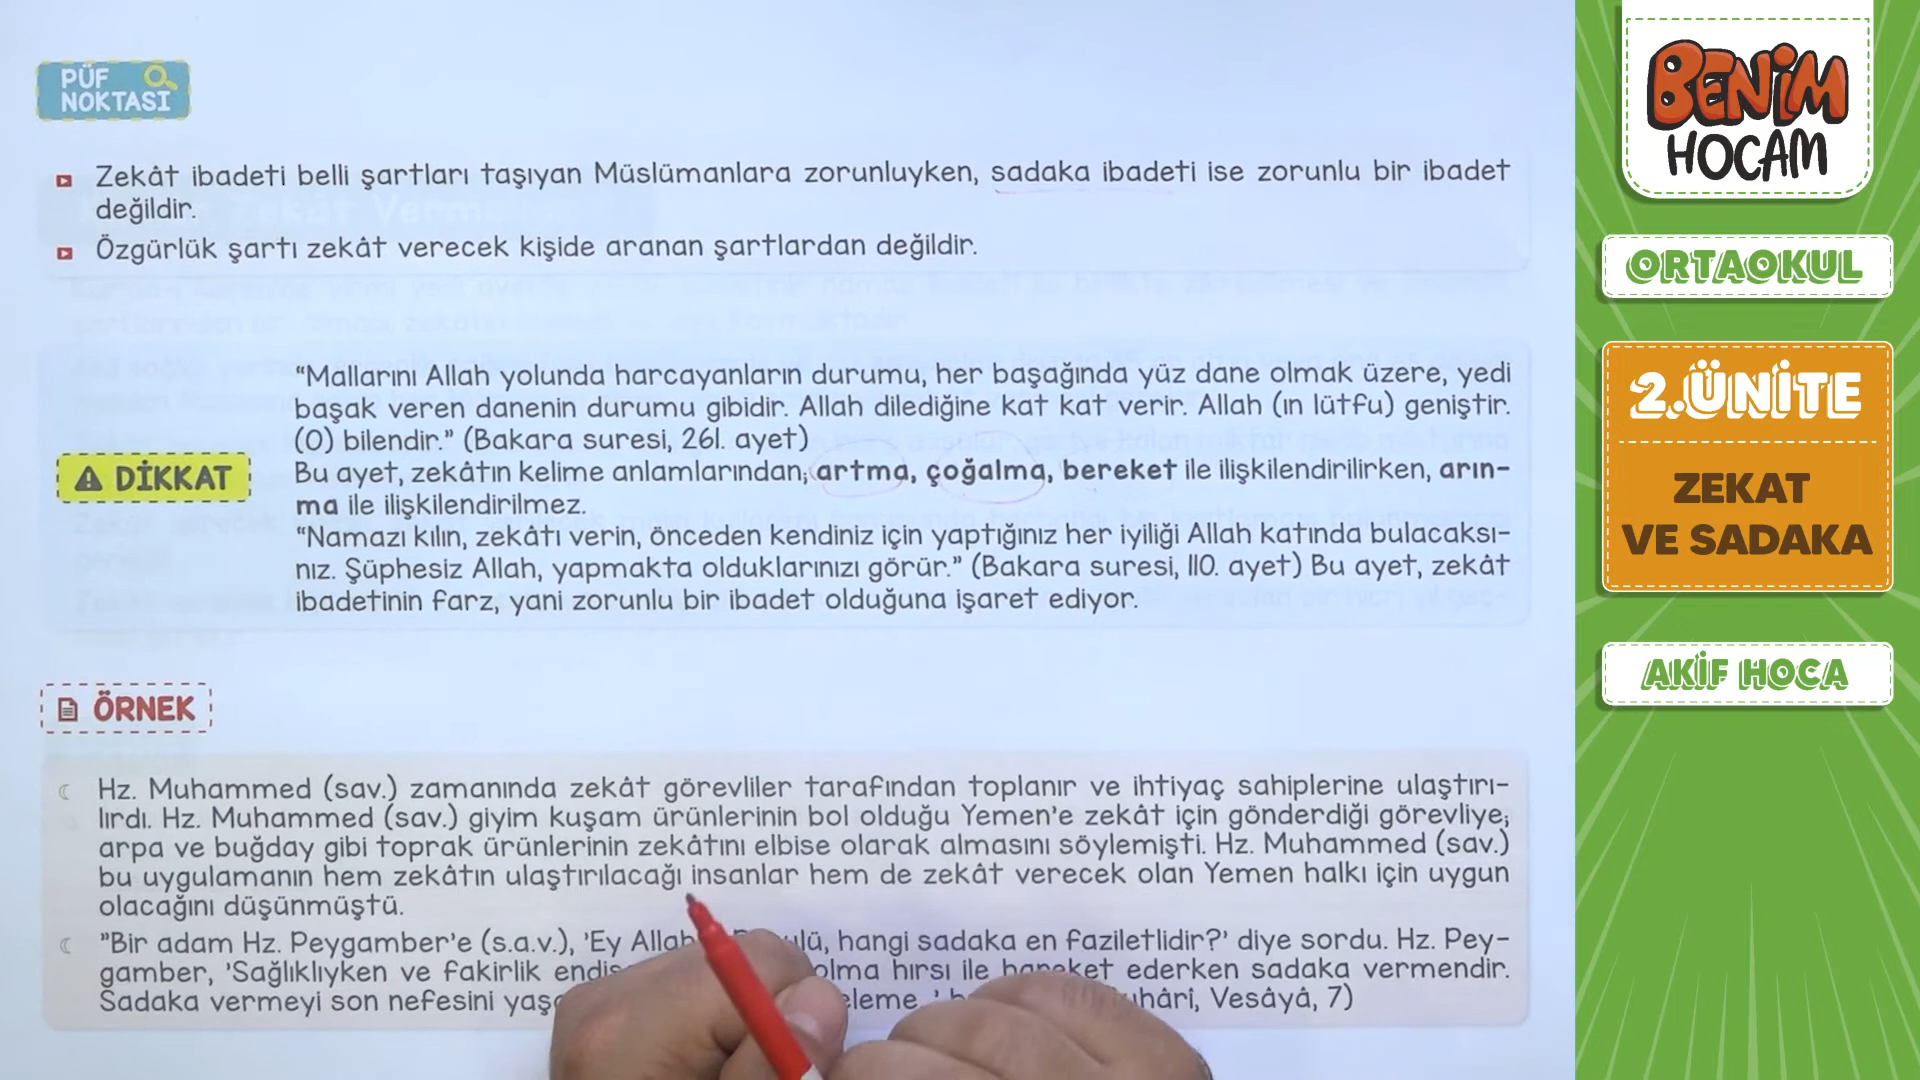 PÜF
NOKTASI
Zekât ibadeti belli şartları taşıyan Müslümanlara zorunluyken, sadaka ibadeti ise zorunlu bir ibadet
değildir.
Özgürlük şartı zekât verecek kişide aranan şartlardan değildir.
“Mallarını Allah yolunda harcayanların durumu, her başağında yüz dane olmak üzere, yedi
başak veren danenin durumu gibidir. Allah dilediğine kat kat verir. Allah (ın lütfu) geniştir.
(O) bilendir.” (Bakara suresi, 261. ayet)
DİKKAT
Bu ayet, zekâtın kelime anlamlarından; artma, çoğalma, bereket ile ilişkilendirilirken, arın-
ma ile ilişkilendirilmez.
“Namazı kılın, zekâtı verin, önceden kendiniz için yaptığınız her iyiliği Allah katında bulacaksı-
nız. Şüphesiz Allah, yapmakta olduklarınızı görür.” (Bakara suresi, 110. ayet) Bu ayet, zekât
ibadetinin farz, yani zorunlu bir ibadet olduğuna işaret ediyor.
ÖRNEK
Hz. Muhammed (sav.) zamanında zekât görevliler tarafından toplanır ve ihtiyaç sahiplerine ulaştırı-
lırdı. Hz. Muhammed (sav.) giyim kuşam ürünlerinin bol olduğu Yemen’e zekât için gönderdiği görevliye;
arpa ve buğday gibi toprak ürünlerinin zekâtını elbise olarak almasını söylemişti. Hz. Muhammed (sav.)
bu uygulamanın hem zekâtın ulaştırılacağı insanlar hem de zekât verecek olan Yemen halkı için uygun
olacağını düşünmüştü.
”Bir adam Hz. Peygamber’e (s.a.v.), ’Ey Allah hangi sadaka en faziletlidir?’ diye sordu. Hz. Pey-
gamber, ’Sağlıklıyken ve fakirlik olma hırsı ile hareket ederken sadaka vermendir.
Sadaka vermeyi son nefesini Vesâyâ, 7)
BENİM
HOCAM
ORTAOKUL
2.ÜNİTE
ZEKAT
VE SADAKA
AKİF HOCA